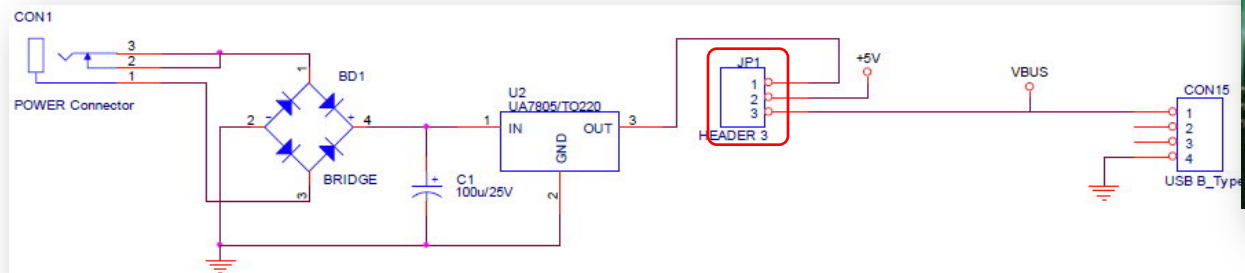 CON1
3
2
1
POWER Connector
BD1
1
2
-
+
4
3
BRIDGE
+
C1
100u/25V
U2
UA7805/TO220
1
IN
OUT
3
GND
2
JP1
1
2
3
HEADER 3
+5V
VBUS
CON15
1
2
3
4
USB B_Type